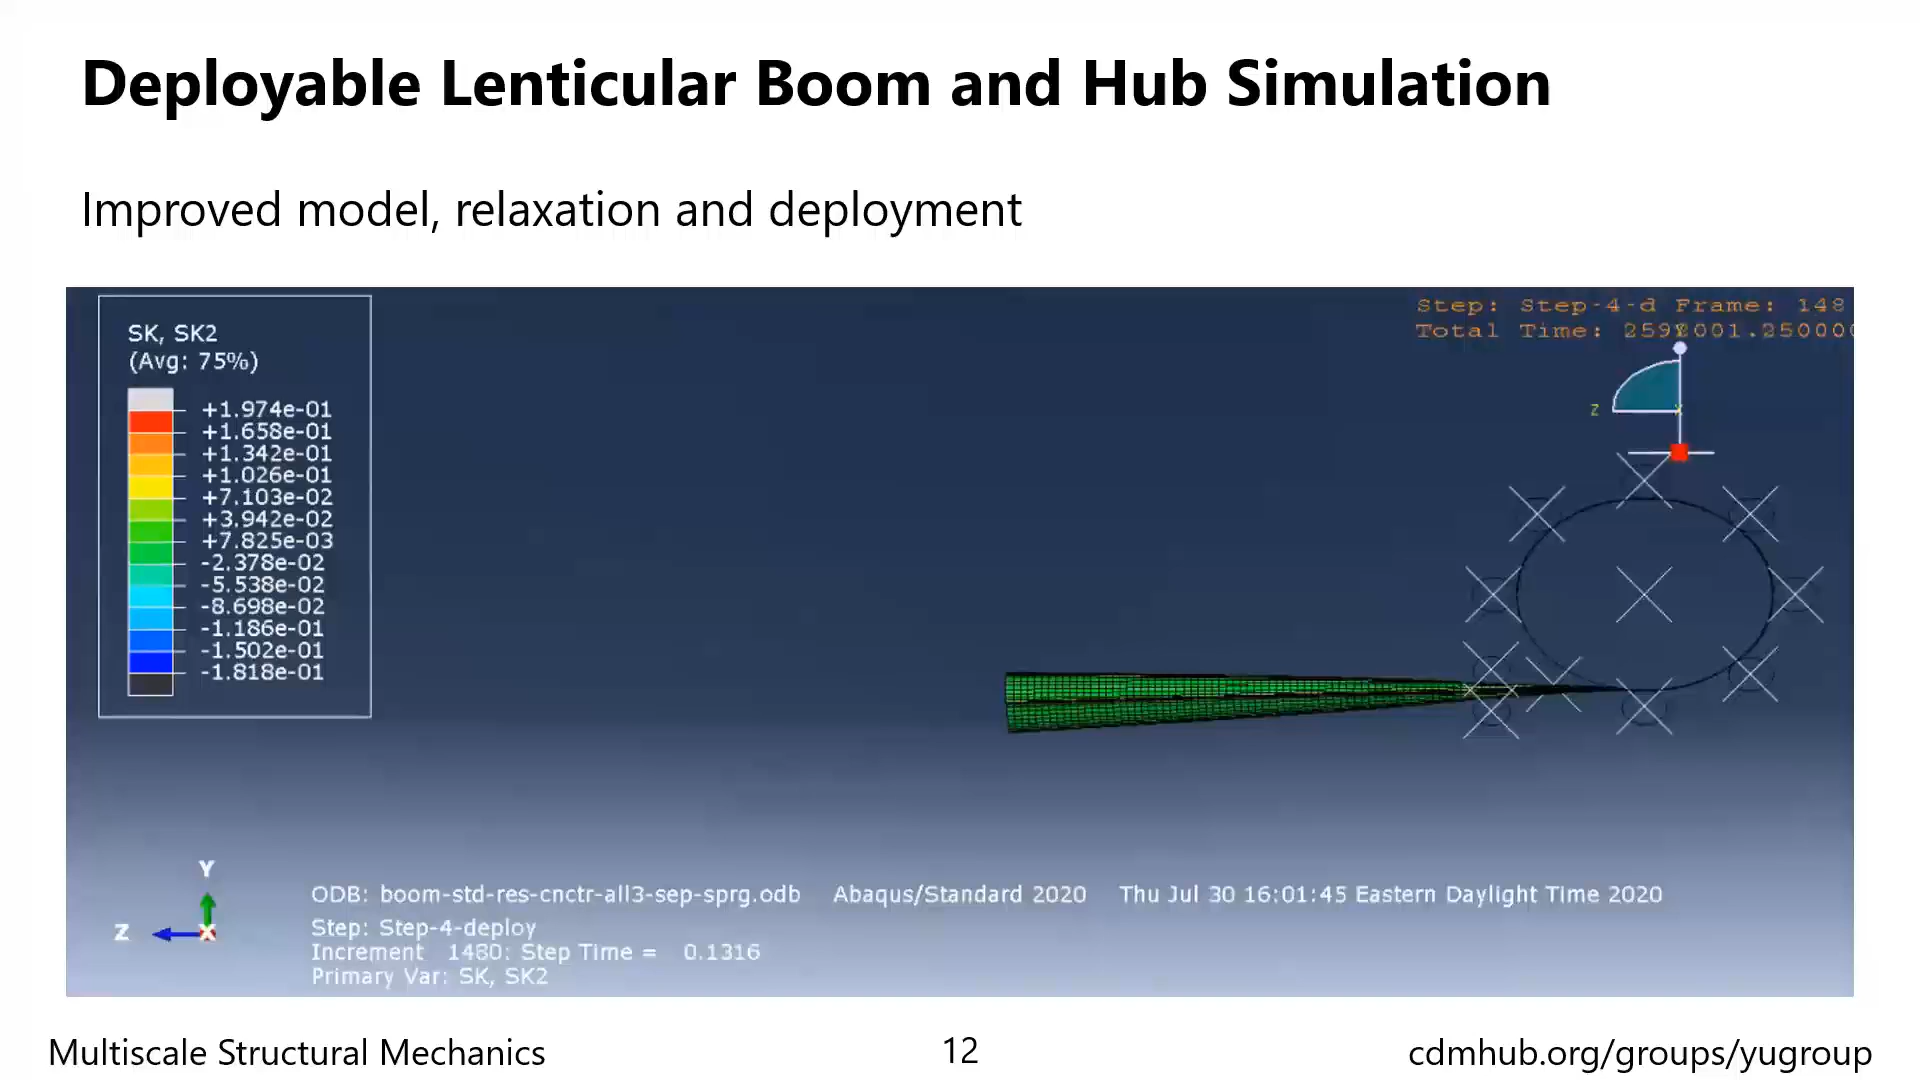 Deployable Lenticular Boom and Hub Simulation
Improved model, relaxation and deployment
SK, SK2
(Avg: 75%)
+1.974e-01
+1.658e-01
+1.342e-01
+1.026e-01
+7.103e-02
+3.942e-02
+7.825e-03
-2.378e-02
-5.538e-02
-8.698e-02
-1.186e-01
-1.502e-01
-1.818e-01
Step: Step-4-d Frame: 148
Total Time:
Z
Y
Z
X
ODB: boom-std-res-cnctr-all3-sep-sprg.odb Abaqus/Standard 2020 Thu Jul 30 16:01:45 Eastern Daylight Time 2020
Step: Step-4-deploy
Increment 1480: Step Time = 0.1316
Primary Var: SK, SK2
Multiscale Structural Mechanics
12
cdmhub.org/groups/yugroup